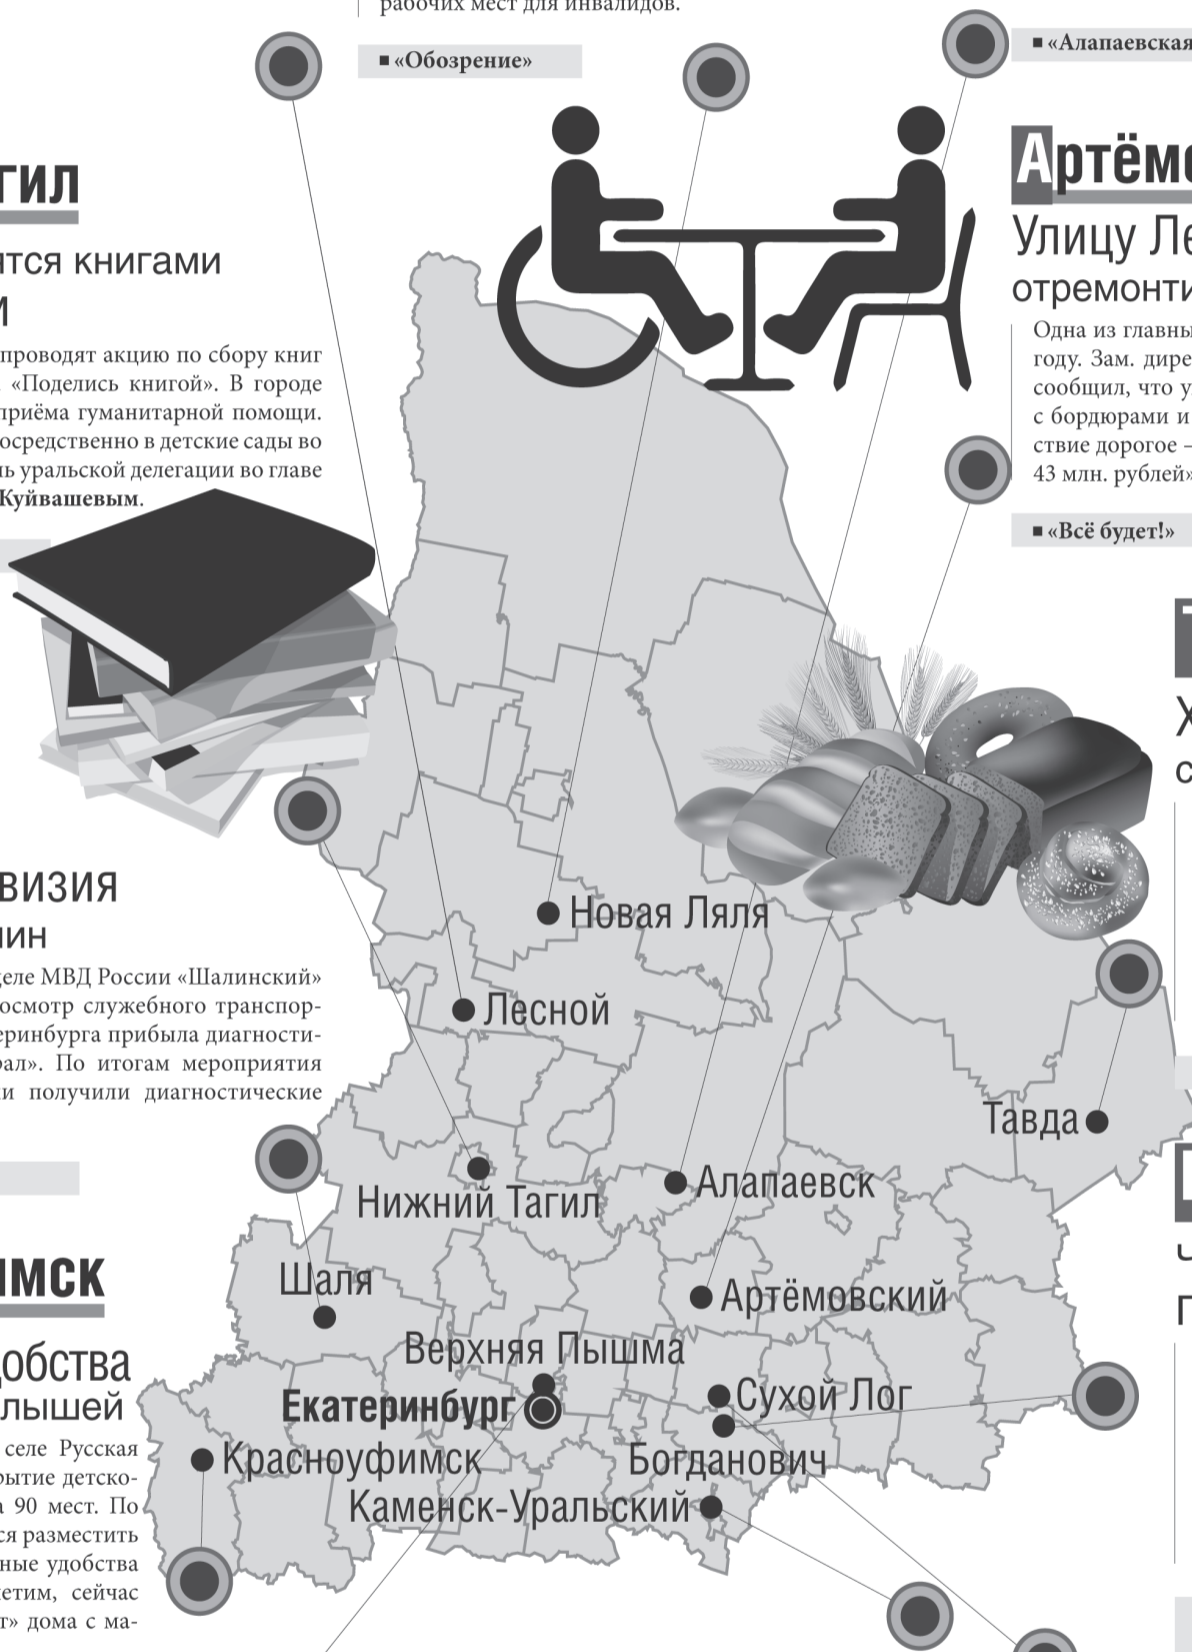 рабочих мест для инвалидов.
«Обозрение»
«Алапаевская
гил
ятся книгами
и
проводят акцию по сбору книг
«Поделись книгой». В городе
приёма гуманитарной помощи.
осредственно в детские сады во
ь уральской делегации во главе
Куйвашевым.
Артёмо
Улицу Ле
отремонти
Одна из главны
году. Зам. дире
сообщил, что у
с бордюрами и
ствие дорогое –
43 млн. рублей»
«Всё будет!»
Х
с
визия
ин
деле МВД России «Шалинский»
осмотр служебного транспор-
еринбурга прибыла диагности-
рал». По итогам мероприятия
и получили диагностические
имск
добства
лышей
селе Русская
рытие детско-
а 90 мест. По
ся разместить
ные удобства
етим, сейчас
т» дома с ма-
Новая Ляля
Лесной
Тавда
Нижний Тагил
Алапаевск
Шаля
Артёмовский
Верхняя Пышма
Екатеринбург
Сухой Лог
Богданович
Красноуфимск
Каменск-Уральский
Ч
п